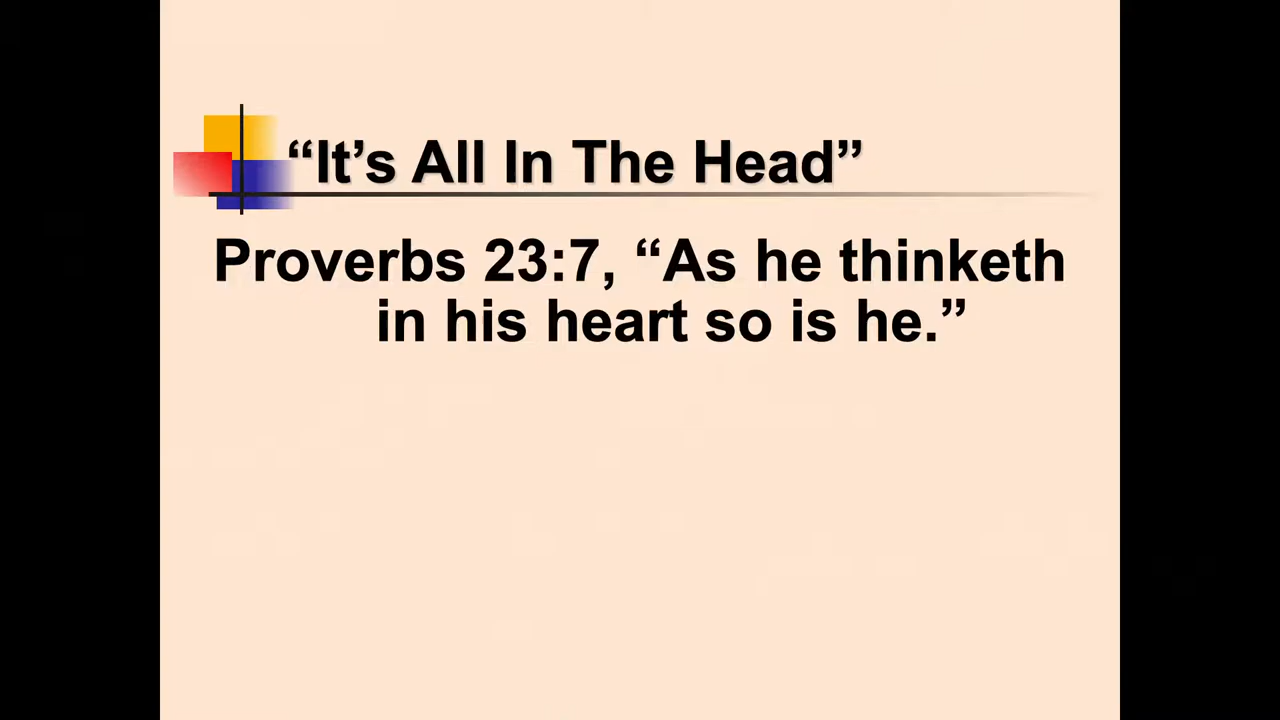 “It’s All In The Head”
Proverbs 23:7, “As he thinketh
in his heart so is he.”